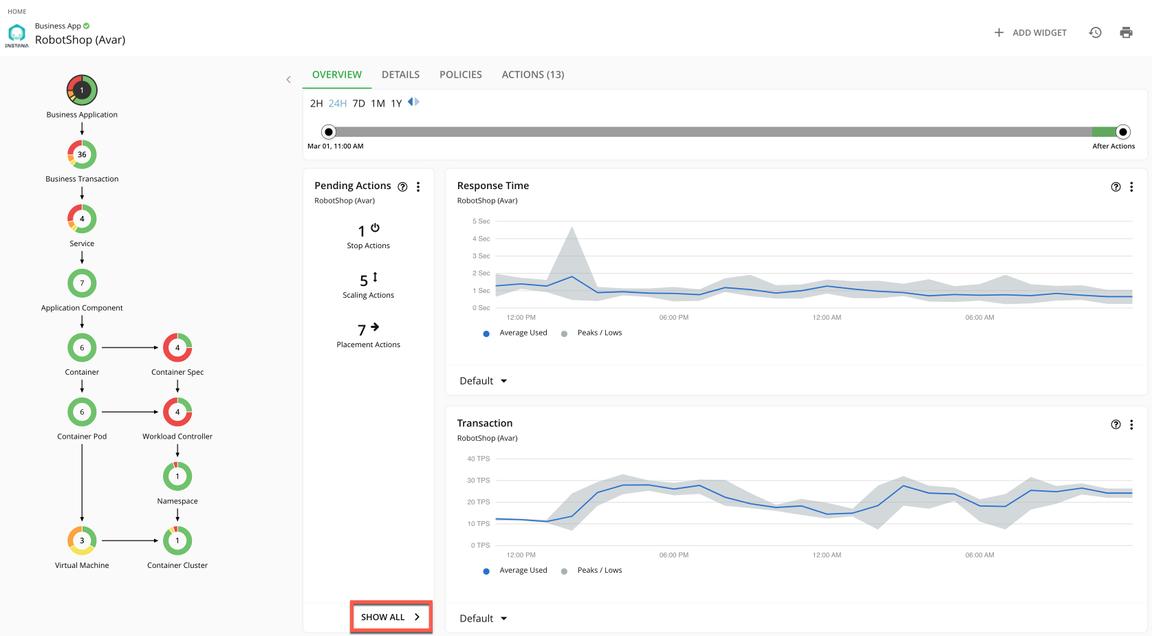 HOME
Business App
RobotShop (Avar)
INSTANA
ADD WIDGET
OVERVIEW
DETAILS
POLICIES
ACTIONS (13)
2H 24H 7D 1M 1Y
Mar 01, 11:00 AM
After Actions
1
Business Application
36
Business Transaction
4
Service
7
Application Component
6
Container
4
Container Spec
6
Container Pod
4
Workload Controller
1
Namespace
3
Virtual Machine
1
Container Cluster
Pending Actions
RobotShop (Avar)
1
Stop Actions
5
Scaling Actions
7
Placement Actions
SHOW ALL
Response Time
RobotShop (Avar)
5 Sec
4 Sec
3 Sec
2 Sec
1 Sec
0 Sec
12:00 PM
06:00 PM
12:00 AM
06:00 AM
Average Used
Peaks / Lows
Default
Transaction
RobotShop (Avar)
40 TPS
30 TPS
20 TPS
10 TPS
0 TPS
12:00 PM
06:00 PM
12:00 AM
06:00 AM
Average Used
Peaks / Lows
Default